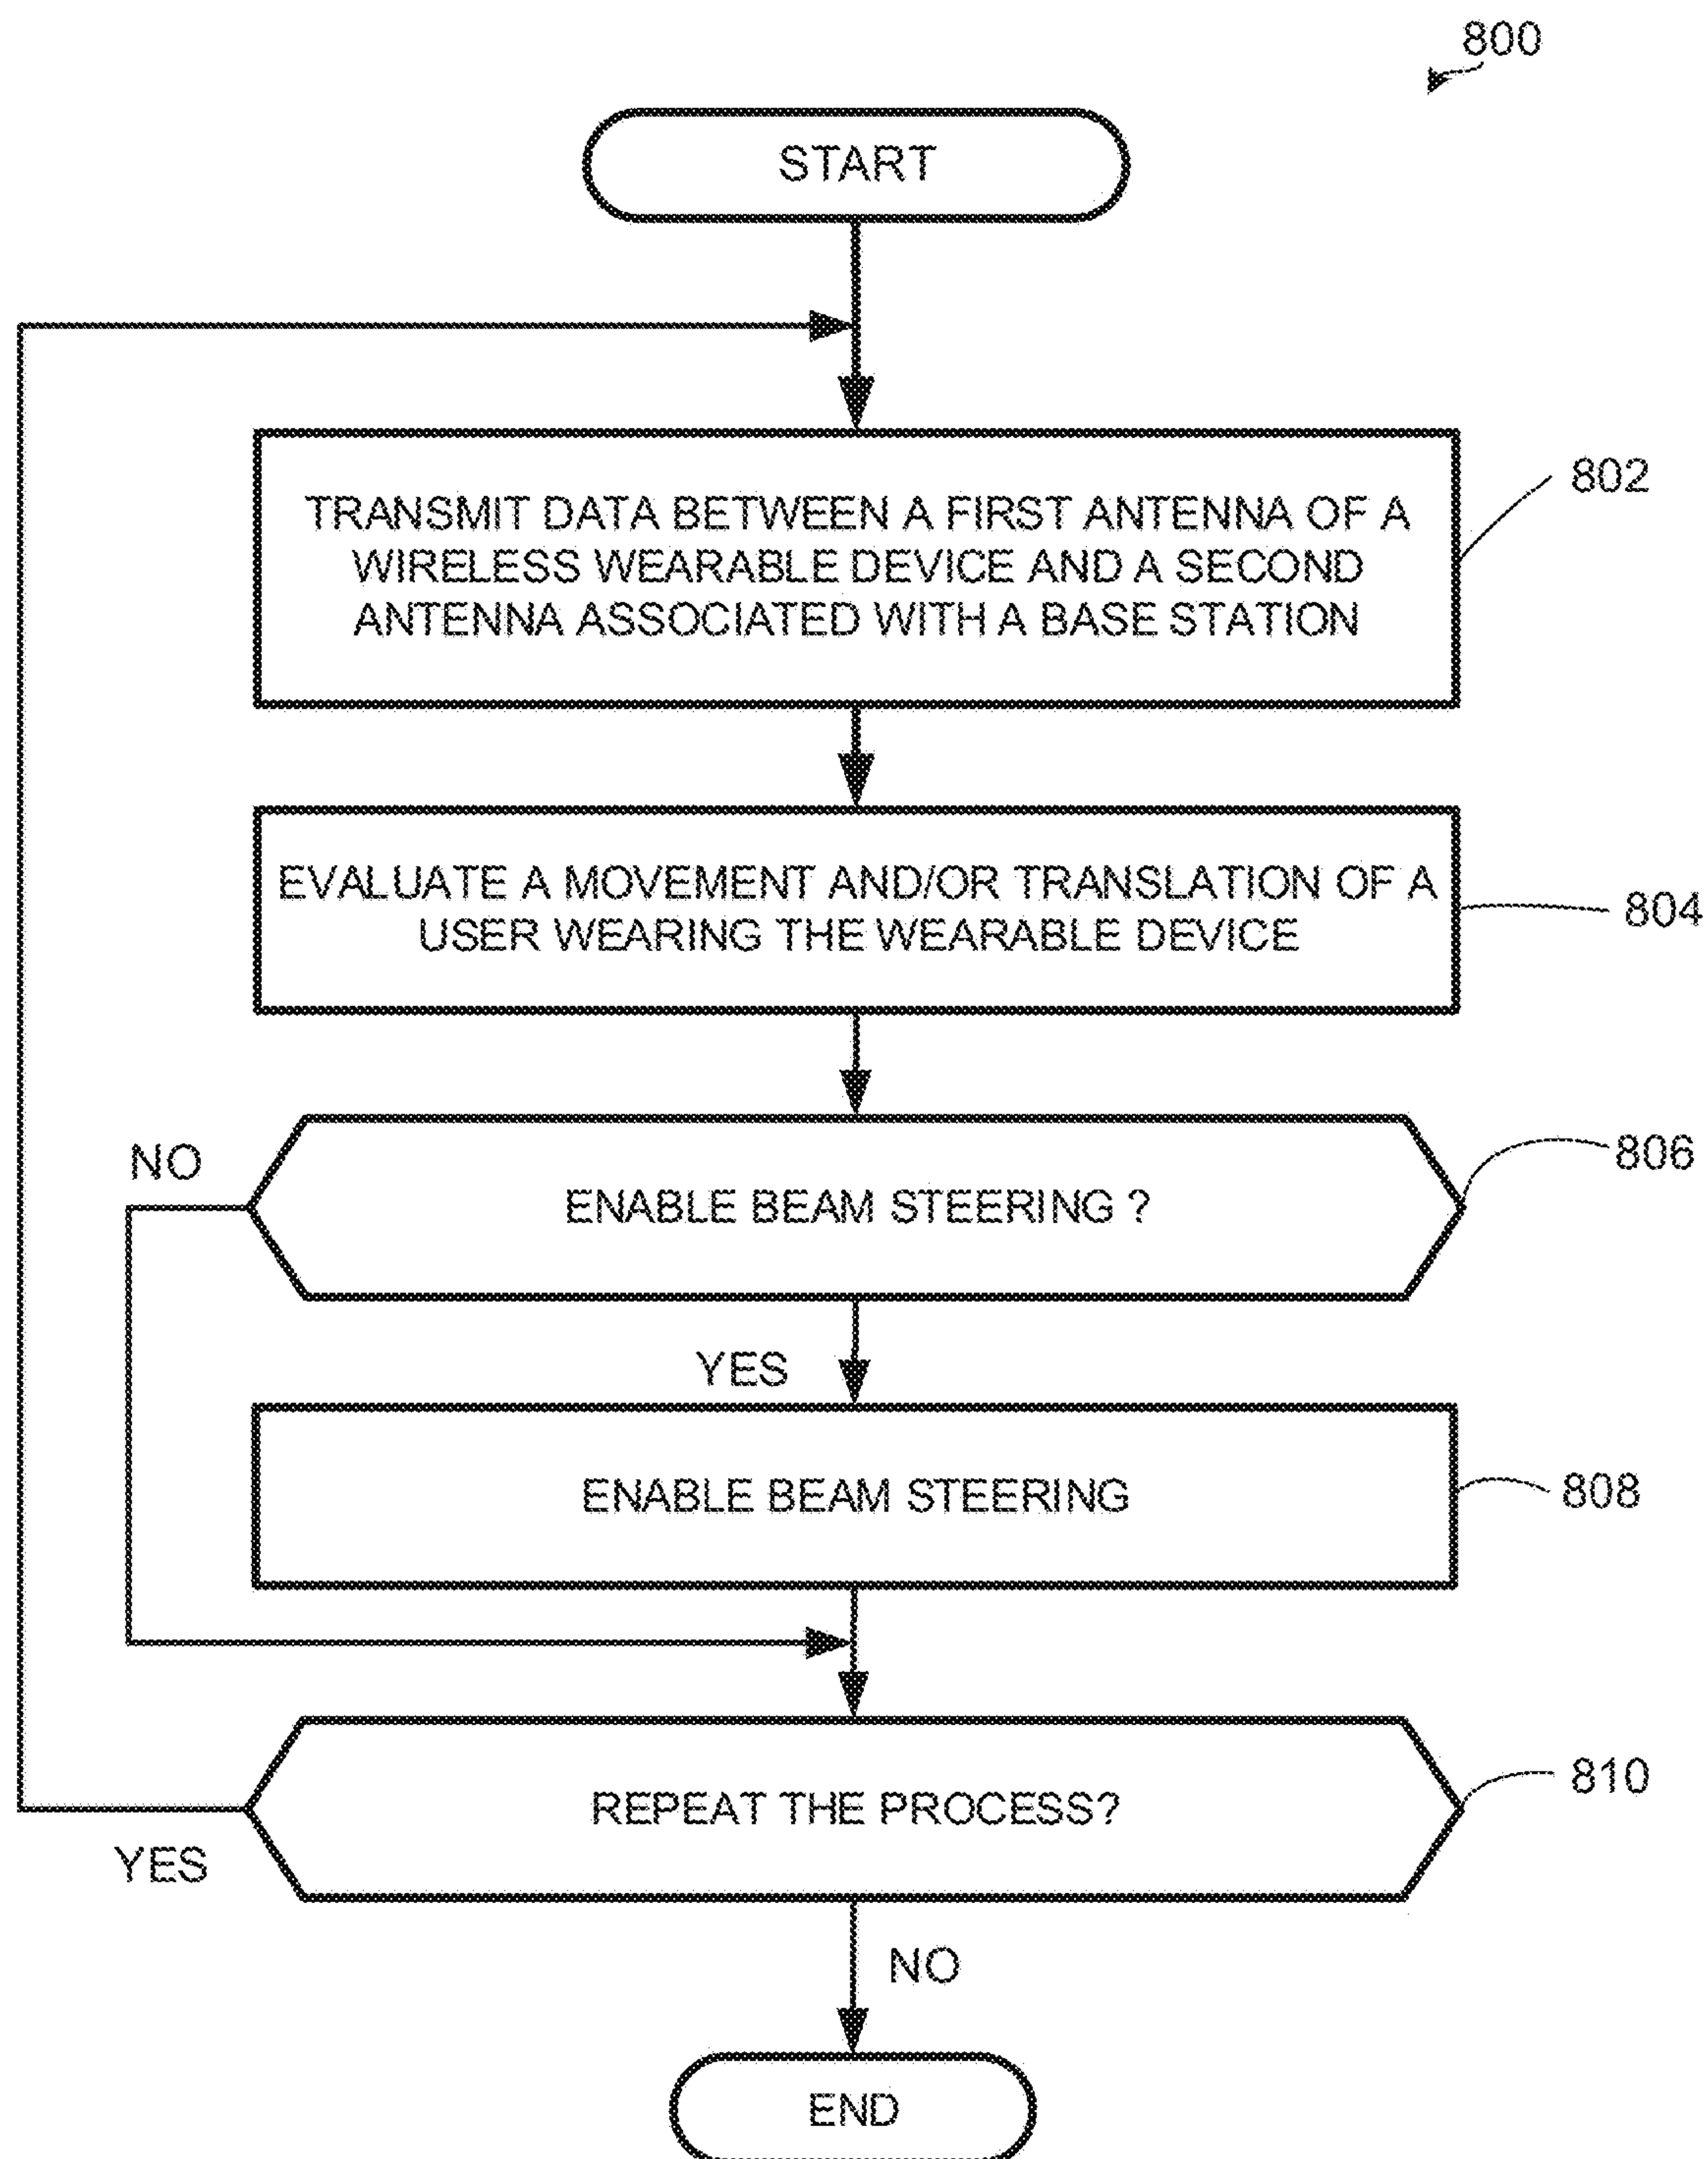 800
START
TRANSMIT DATA BETWEEN A FIRST ANTENNA OF A
WIRELESS WEARABLE DEVICE AND A SECOND
ANTENNA ASSOCIATED WITH A BASE STATION
802
EVALUATE A MOVEMENT AND/OR TRANSLATION OF A
USER WEARING THE WEARABLE DEVICE
804
NO
ENABLE BEAM STEERING ?
806
YES
ENABLE BEAM STEERING
808
REPEAT THE PROCESS?
810
YES
NO
END